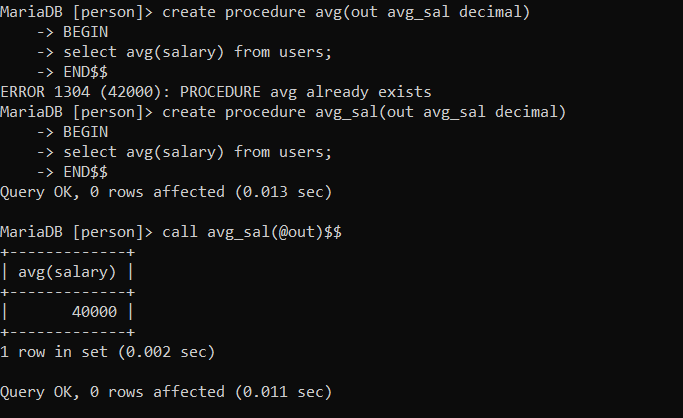 MariaDB [person]> create procedure avg(out avg_sal decimal)
    -> BEGIN
    -> select avg(salary) from users;
    -> END$$
ERROR 1304 (42000): PROCEDURE avg already exists
MariaDB [person]> create procedure avg_sal(out avg_sal decimal)
    -> BEGIN
    -> select avg(salary) from users;
    -> END$$
Query OK, 0 rows affected (0.013 sec)

MariaDB [person]> call avg_sal(@out)$$
+-------------+
| avg(salary) |
+-------------+
|       40000 |
+-------------+
1 row in set (0.002 sec)

Query OK, 0 rows affected (0.011 sec)